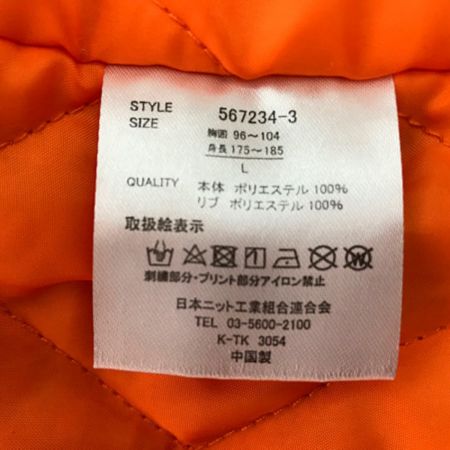 STYLE 567234-3
SIZE 胸囲 96～104
身長 175～185
L
QUALITY 本体 ポリエステル 100%
リブ ポリエステル 100%
取扱絵表示
刺繍部分・プリント部分アイロン禁止
日本ニット工業組合連合会
TEL 03-5600-2100
K-TK 3054
中国製